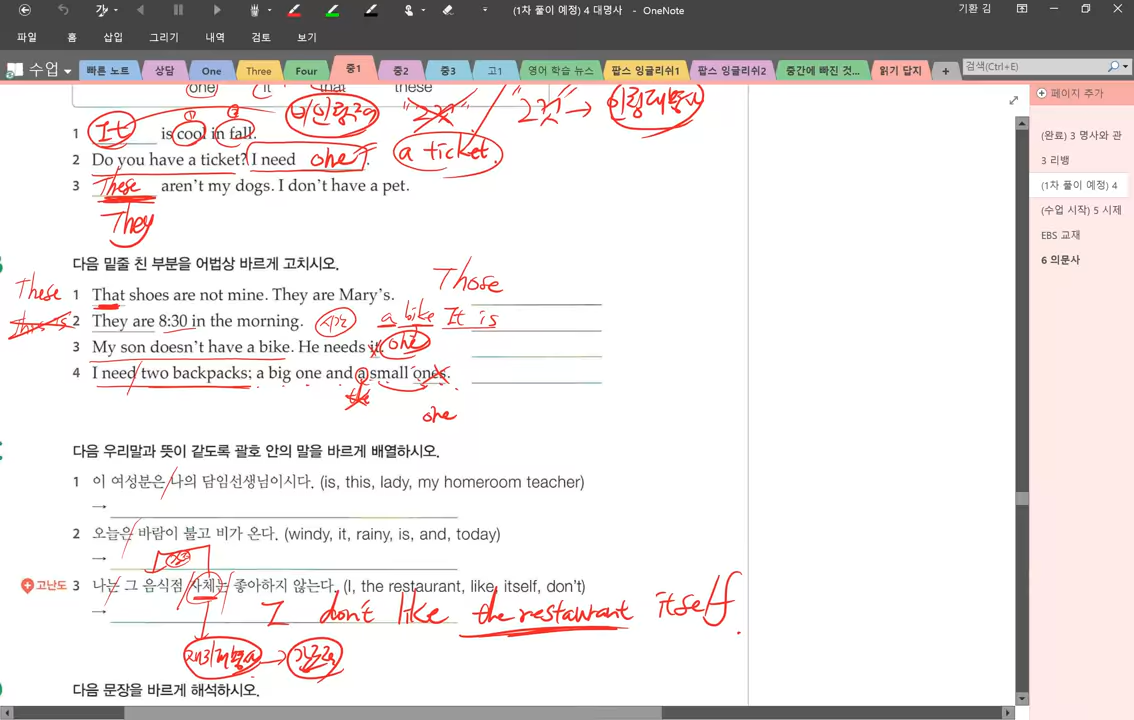 (1차 풀이 예정) 4 대명사 - OneNote
기환 김
파일 홈 삽입 그리기 내역 검토 보기
수업 빠른 노트 상담 One Three Four 중1 중2 중3 고1 영어 학습 뉴스 팝스 잉글리쉬1 팝스 잉글리쉬2 중간에 빠진 것... 읽기 답지 + 검색(Ctrl+E)
페이지 추가
(완료) 3 명사와 관
3 리뱅
(1차 풀이 예정) 4
(수업 시작) 5 시제
EBS 교재
6 의문사
one it that these
비인칭주어
1 It is cool in fall.
① ②
2 Do you have a ticket? I need one. a ticket.
3 These aren't my dogs. I don't have a pet.
They
다음 밑줄 친 부분을 어법상 바르게 고치시오.
These Those
1 That shoes are not mine. They are Mary's.
this is
2 They are 8:30 in the morning. 시간 a bike It is
3 My son doesn't have a bike. He needs it. one
4 I need two backpacks; a big one and a small ones.
the one
다음 우리말과 뜻이 같도록 괄호 안의 말을 바르게 배열하시오.
1 이 여성분은 나의 담임선생님이시다. (is, this, lady, my homeroom teacher)
→
2 오늘은 바람이 불고 비가 온다. (windy, it, rainy, is, and, today)
→
고난도 3 나는 그 음식점 자체는 좋아하지 않는다. (I, the restaurant, like, itself, don't)
→ I don't like the restaurant itself.
다음 문장을 바르게 해석하시오.